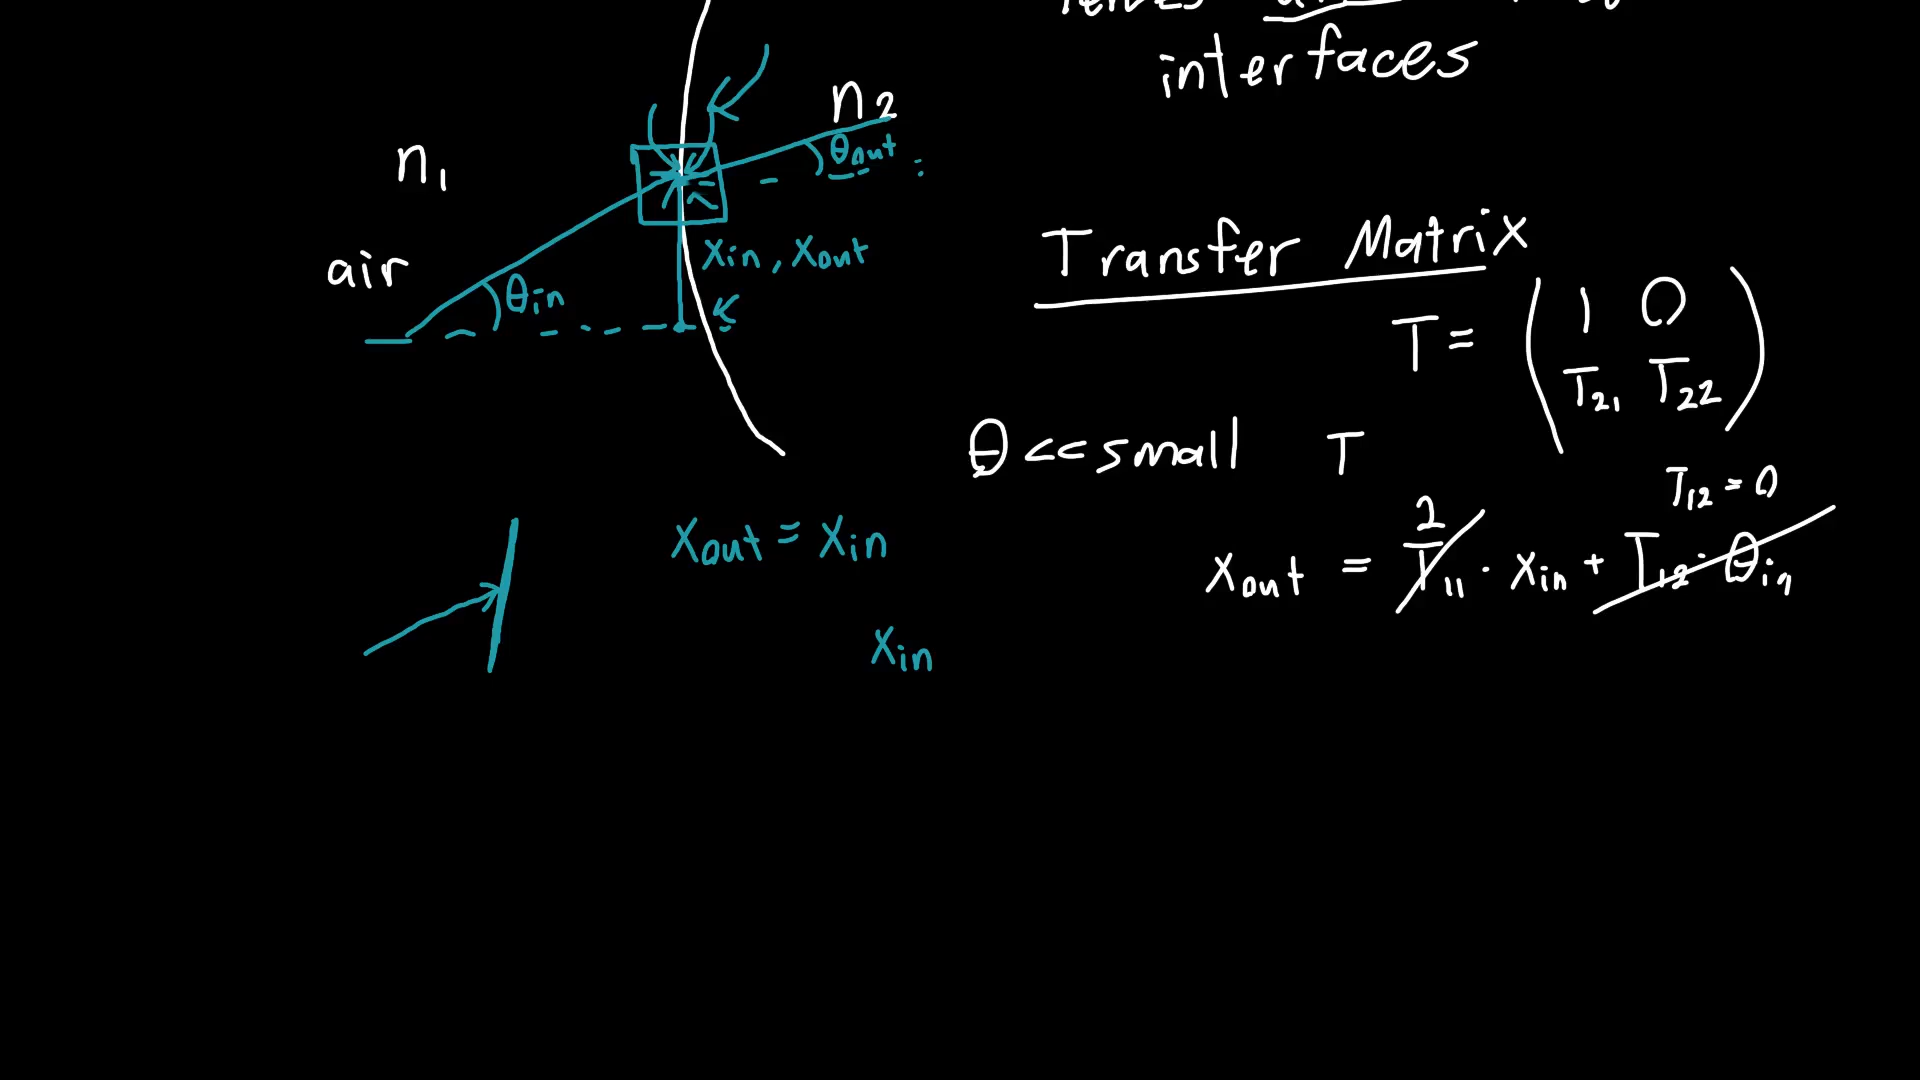 interfaces
n₂
θout
n₁
xin, xout
air
θin
Transfer Matrix
T = ( 1 0
T₂₁ T₂₂ )
θ << small T
T₁₂ = 0
2
xout = xin
xout = T₁₁ · xin + T₁₂ · θin
xin